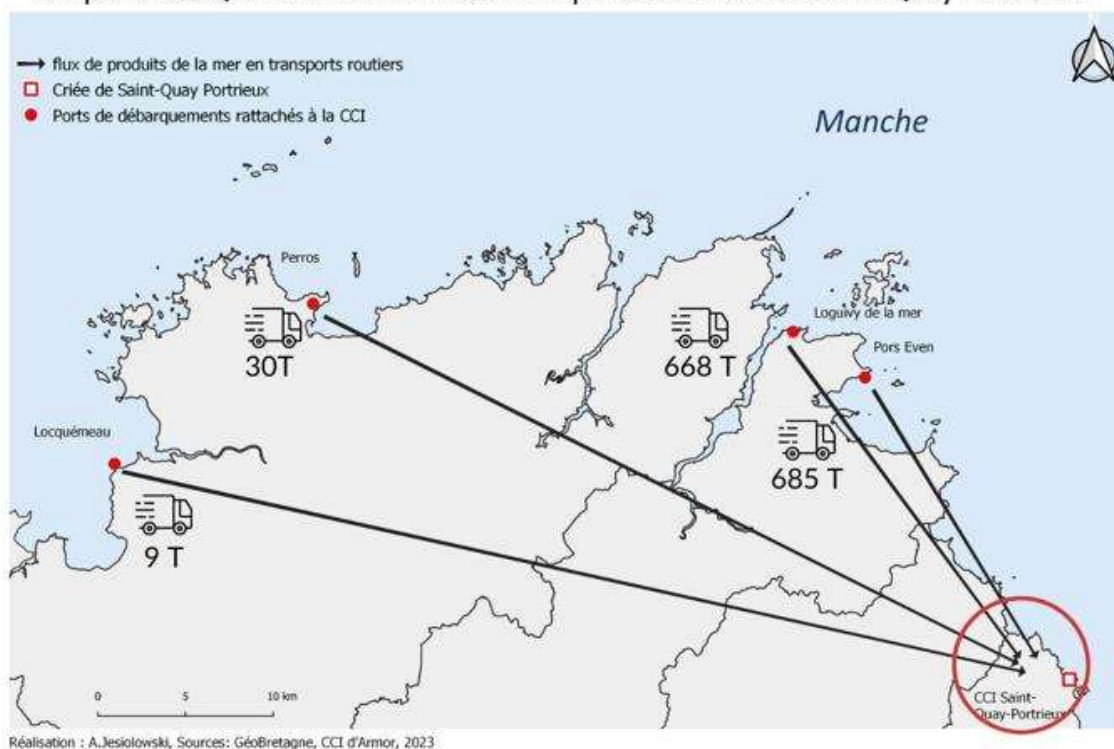 flux de produits de la mer en transports routiers
Criée de Saint-Quay Portrieux
Ports de débarquements rattachés à la CCI
Manche
Perros
30T
Loguivy de la mer
668 T
Pors Even
685 T
Locquémeau
9 T
0 5 10 km
CCI Saint-
Quay-Portrieux
Réalisation : A.Jesiolowski, Sources: GéoBretagne, CCI d'Armor, 2023